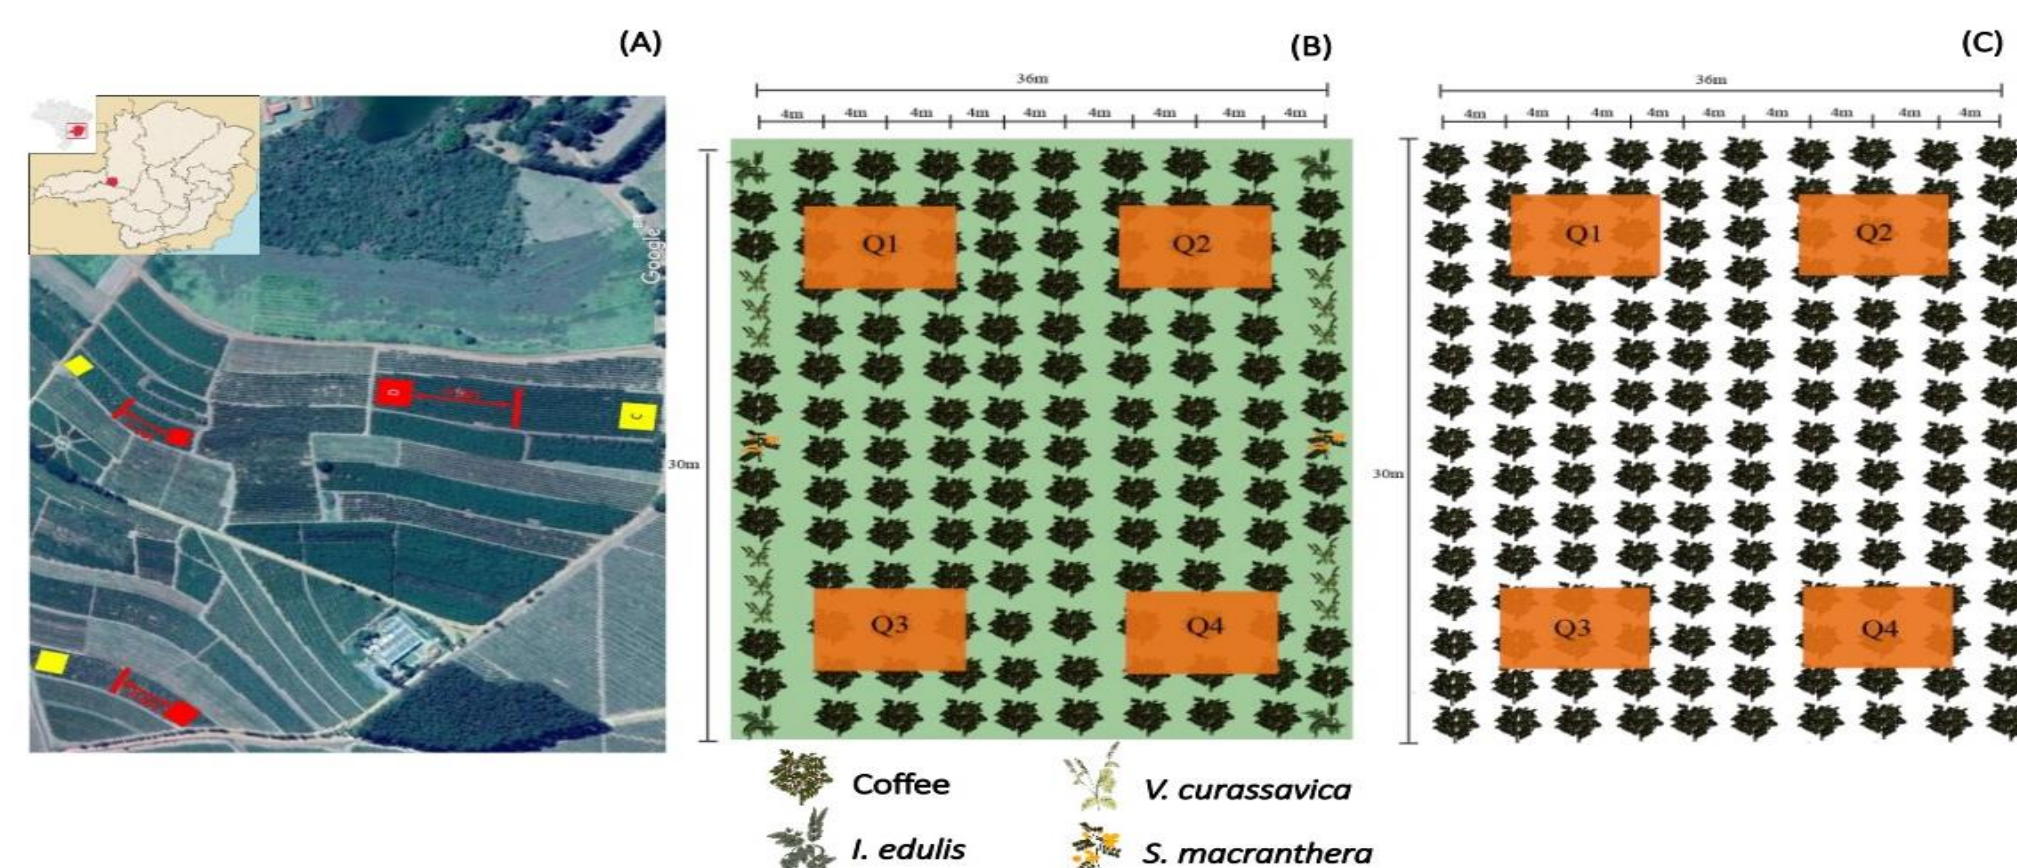 (A)
Google
D
C
(B)
36m
4m 4m 4m 4m 4m 4m 4m 4m 4m
30m
Q1 Q2
Q3 Q4
(C)
36m
4m 4m 4m 4m 4m 4m 4m 4m 4m
30m
Q1 Q2
Q3 Q4
Coffee V. curassavica
I. edulis S. macranthera